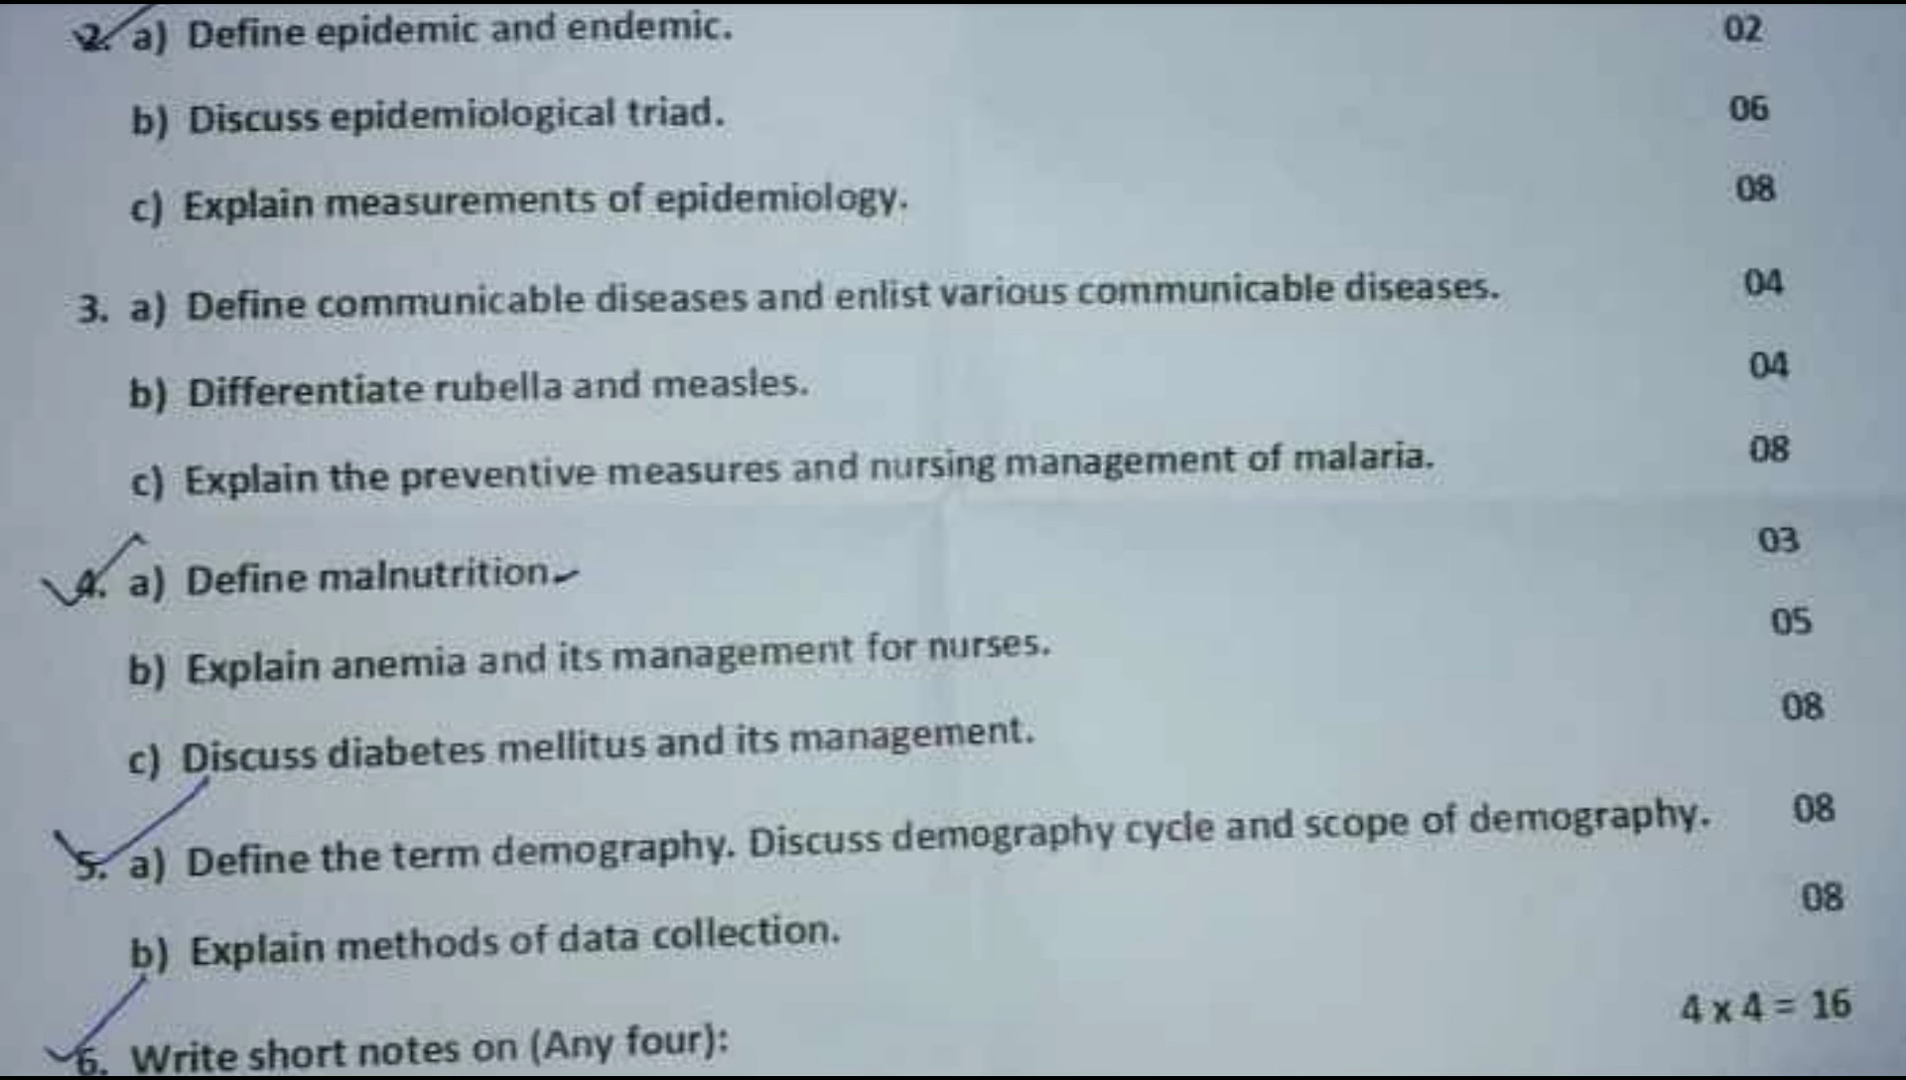 2. a) Define epidemic and endemic. 02
b) Discuss epidemiological triad. 06
c) Explain measurements of epidemiology. 08
3. a) Define communicable diseases and enlist various communicable diseases. 04
b) Differentiate rubella and measles. 04
c) Explain the preventive measures and nursing management of malaria. 08
4. a) Define malnutrition. 03
b) Explain anemia and its management for nurses. 05
c) Discuss diabetes mellitus and its management. 08
5. a) Define the term demography. Discuss demography cycle and scope of demography. 08
b) Explain methods of data collection. 08
6. Write short notes on (Any four): 4 x 4 = 16